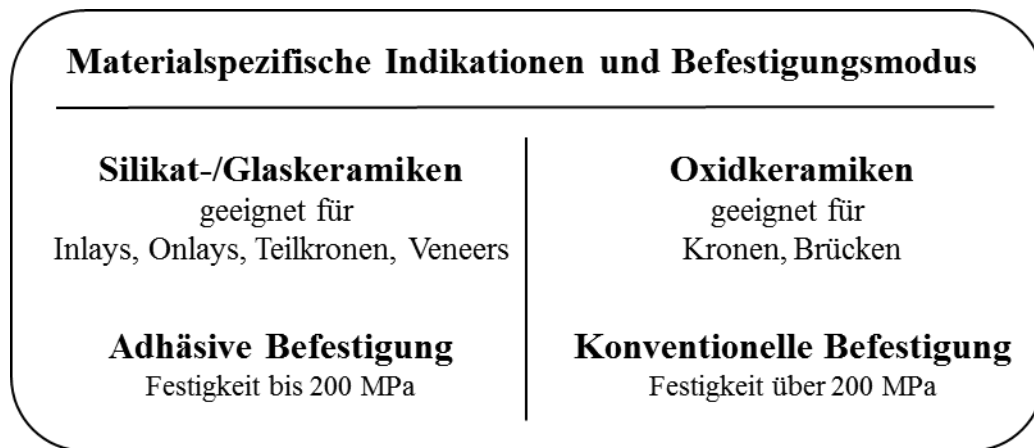 Materialspezifische Indikationen und Befestigungsmodus
Silikat-/Glaskeramiken
geeignet für
Inlays, Onlays, Teilkronen, Veneers
Adhäsive Befestigung
Festigkeit bis 200 MPa
Oxidkeramiken
geeignet für
Kronen, Brücken
Konventionelle Befestigung
Festigkeit über 200 MPa